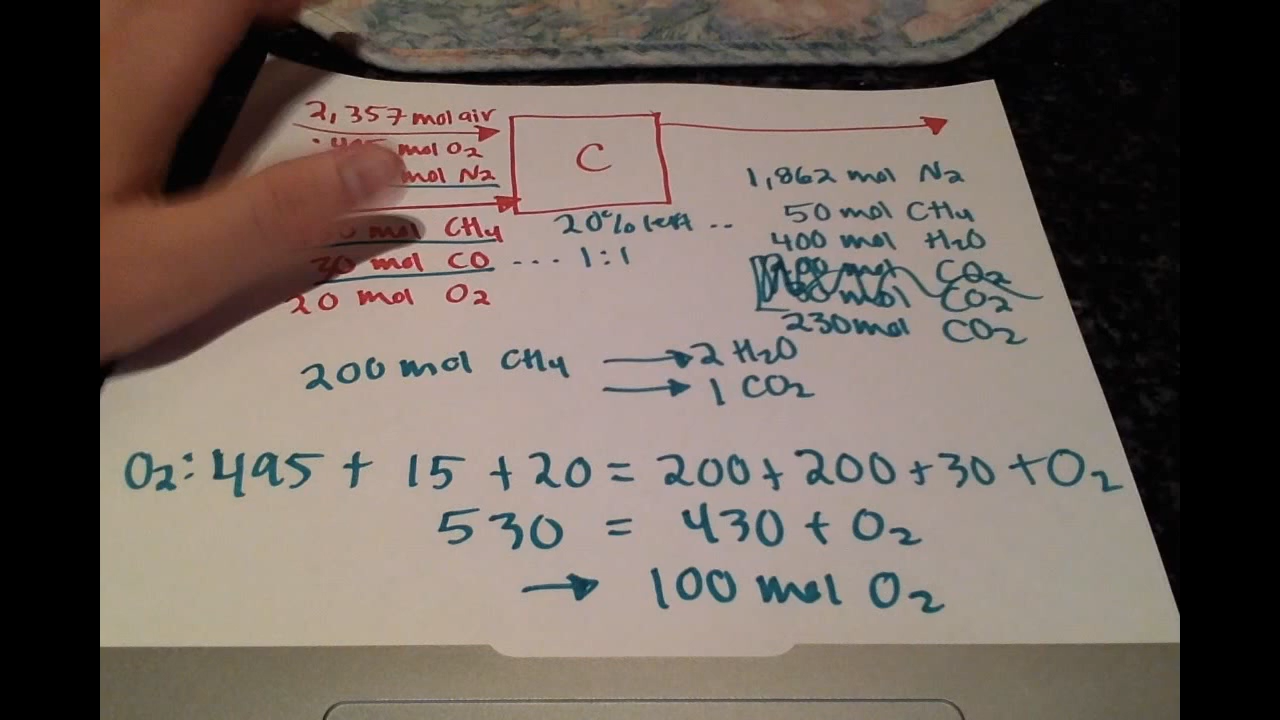 2,357 mol air
mol O2
mol N2
C
mol CH4
mol CO ... 1:1
20 mol O2
20% left ..
1,862 mol N2
50 mol CH4
400 mol H2O
CO2
mol CO2
230 mol CO2
200 mol CH4 → 2 H2O
→ 1 CO2
O2: 495 + 15 + 20 = 200 + 200 + 30 + O2
530 = 430 + O2
→ 100 mol O2